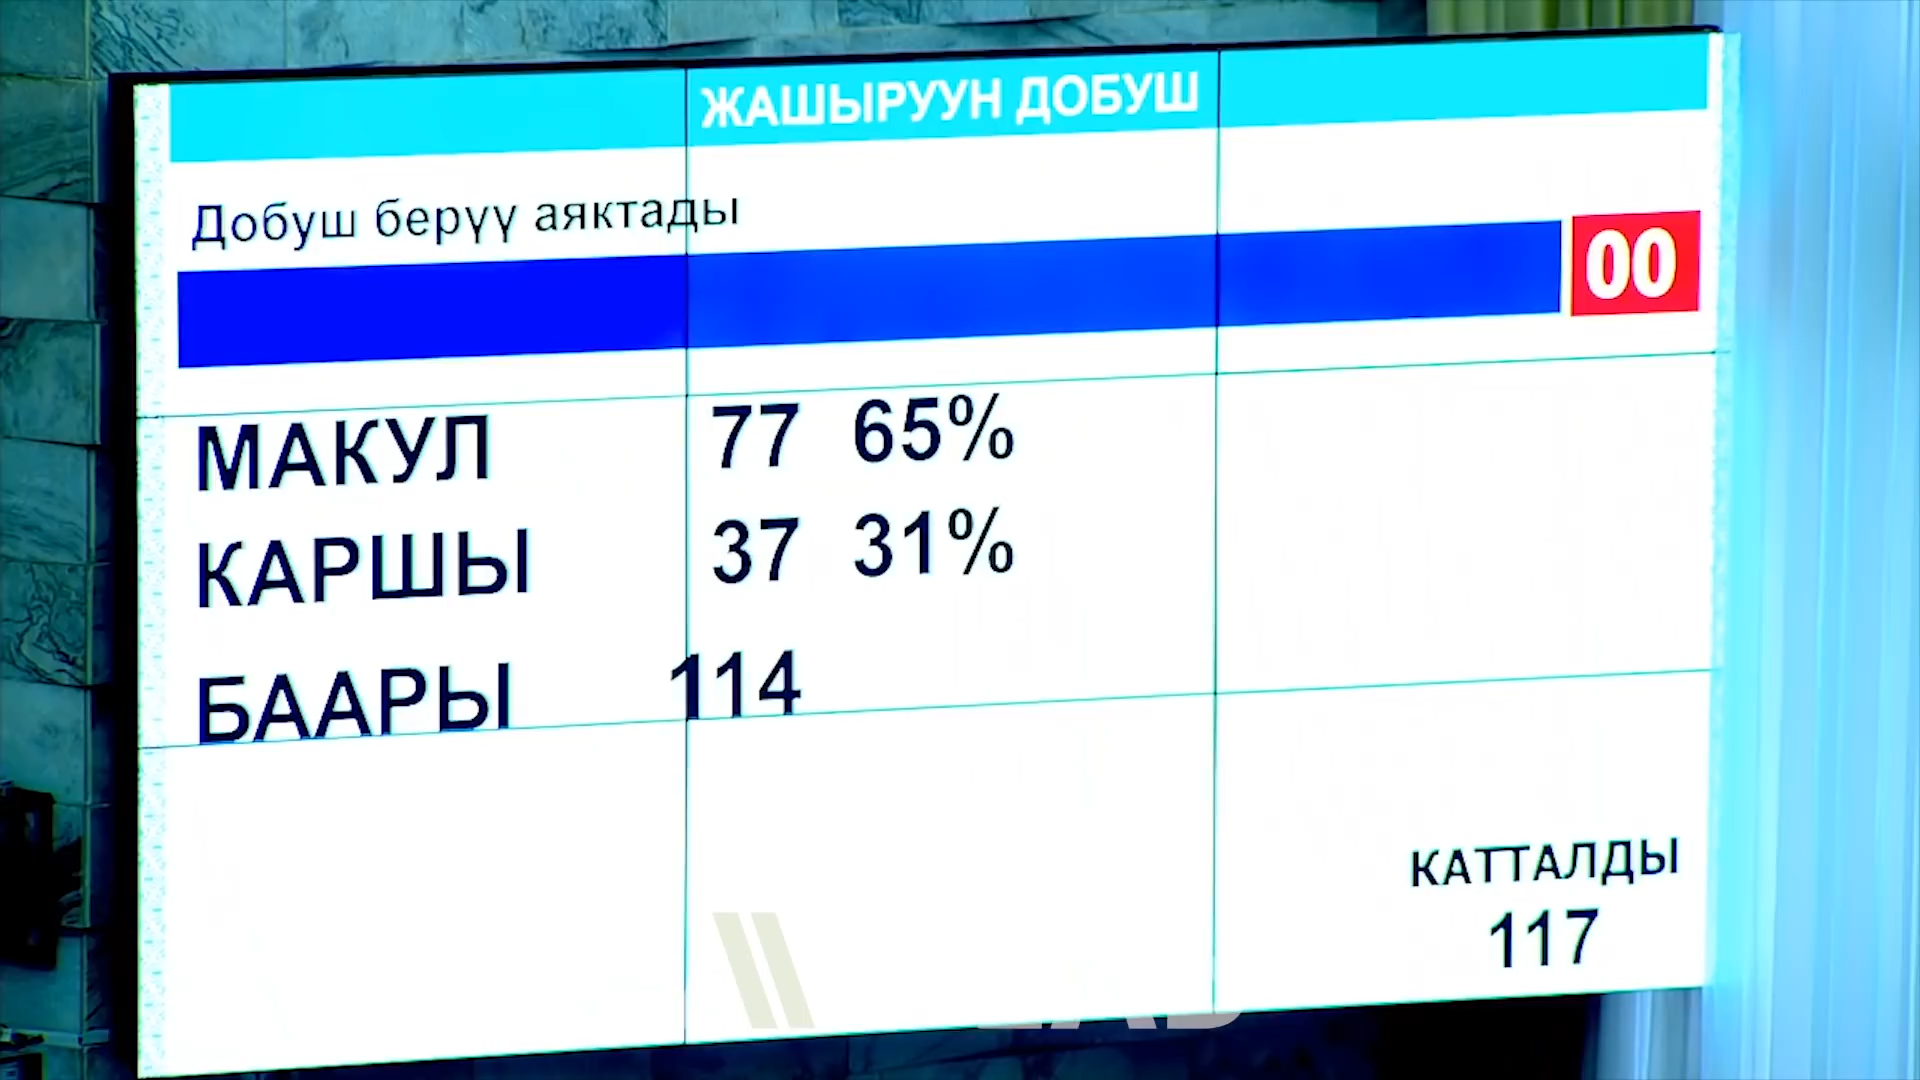 ЖАШЫРУУН ДОБУШ
Добуш берүү аяктады
00
МАКУЛ 77 65%
КАРШЫ 37 31%
БААРЫ 114
КАТТАЛДЫ
117